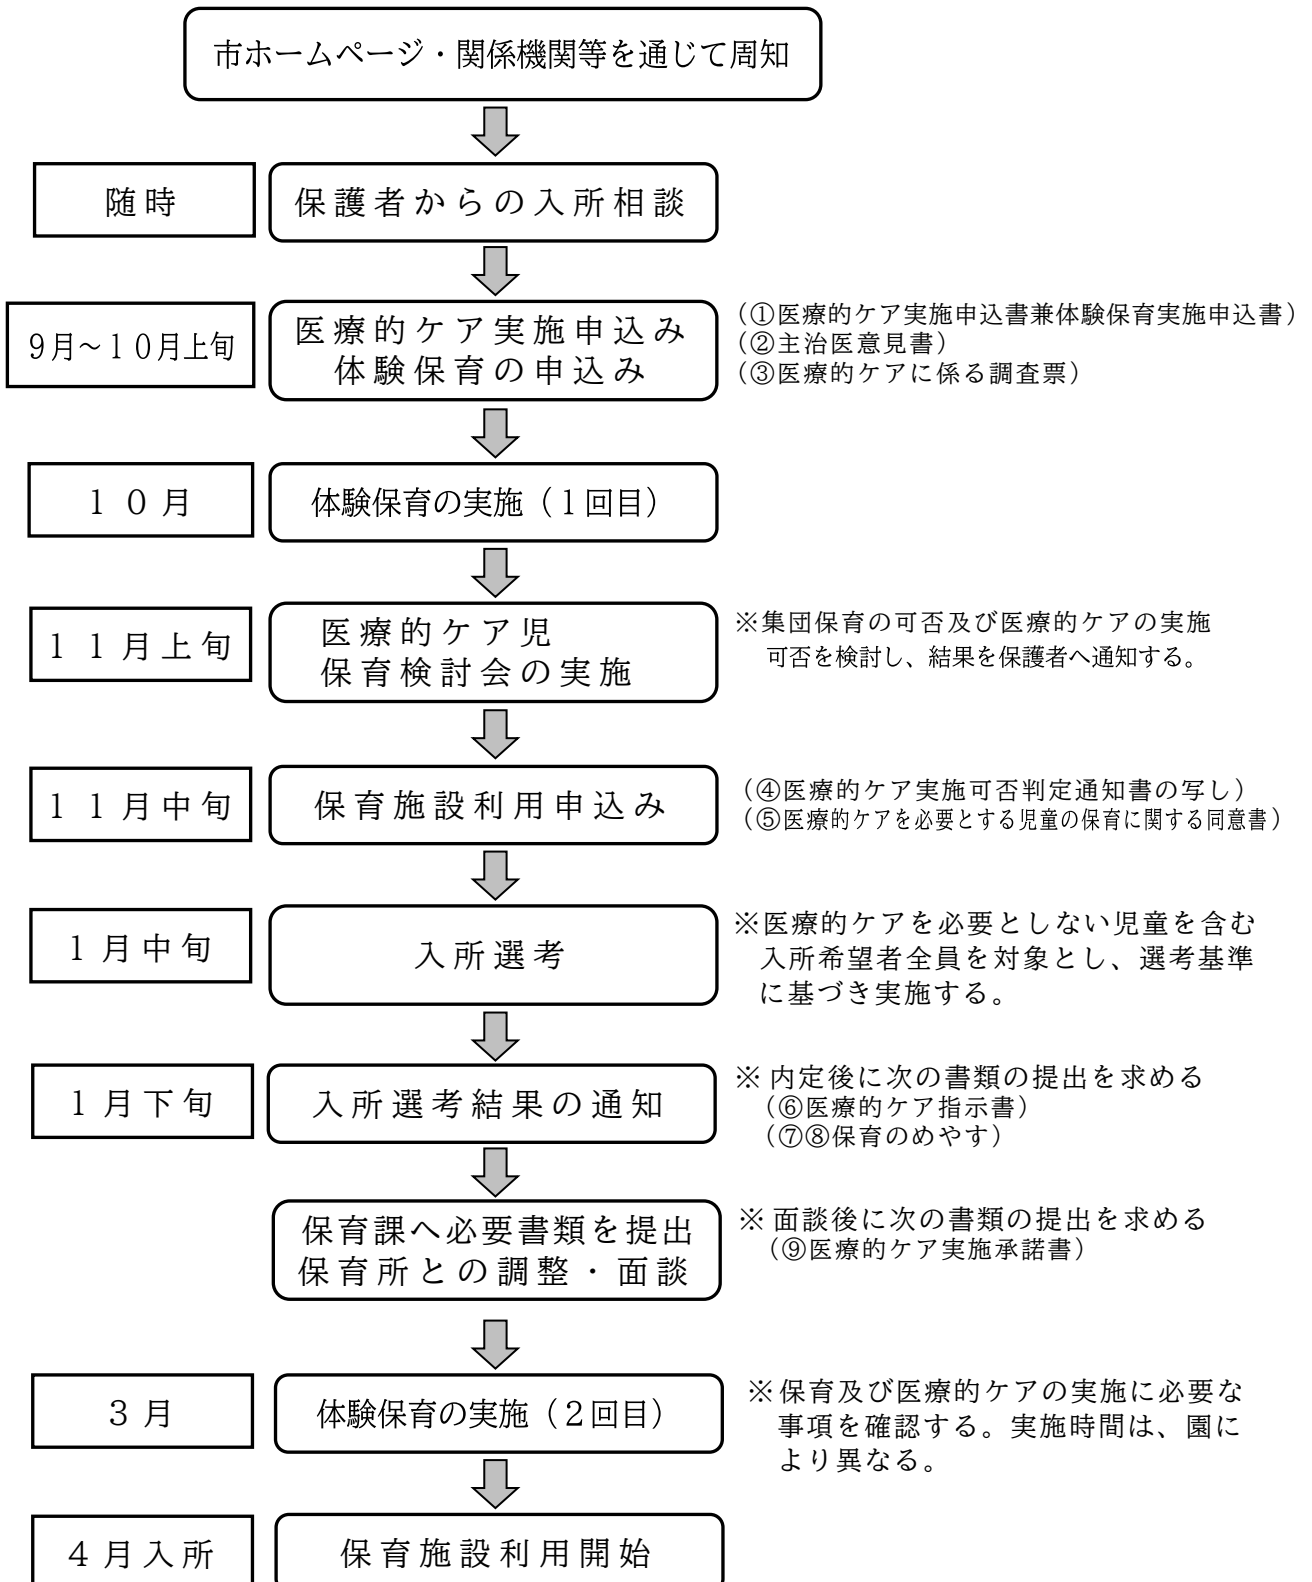 市ホームページ・関係機関等を通じて周知
随時
保護者からの入所相談
9月～10月上旬
医療的ケア実施申込み
体験保育の申込み
（①医療的ケア実施申込書兼体験保育実施申込書）
（②主治医意見書）
（③医療的ケアに係る調査票）
１０月
体験保育の実施（１回目）
１１月上旬
医療的ケア児
保育検討会の実施
※集団保育の可否及び医療的ケアの実施
可否を検討し、結果を保護者へ通知する。
１１月中旬
保育施設利用申込み
（④医療的ケア実施可否判定通知書の写し）
（⑤医療的ケアを必要とする児童の保育に関する同意書）
１月中旬
入所選考
※医療的ケアを必要としない児童を含む
入所希望者全員を対象とし、選考基準
に基づき実施する。
１月下旬
入所選考結果の通知
※ 内定後に次の書類の提出を求める
（⑥医療的ケア指示書）
（⑦⑧保育のめやす）
保育課へ必要書類を提出
保育所との調整・面談
※ 面談後に次の書類の提出を求める
（⑨医療的ケア実施承諾書）
３月
体験保育の実施（２回目）
※保育及び医療的ケアの実施に必要な
事項を確認する。実施時間は、園に
より異なる。
４月入所
保育施設利用開始